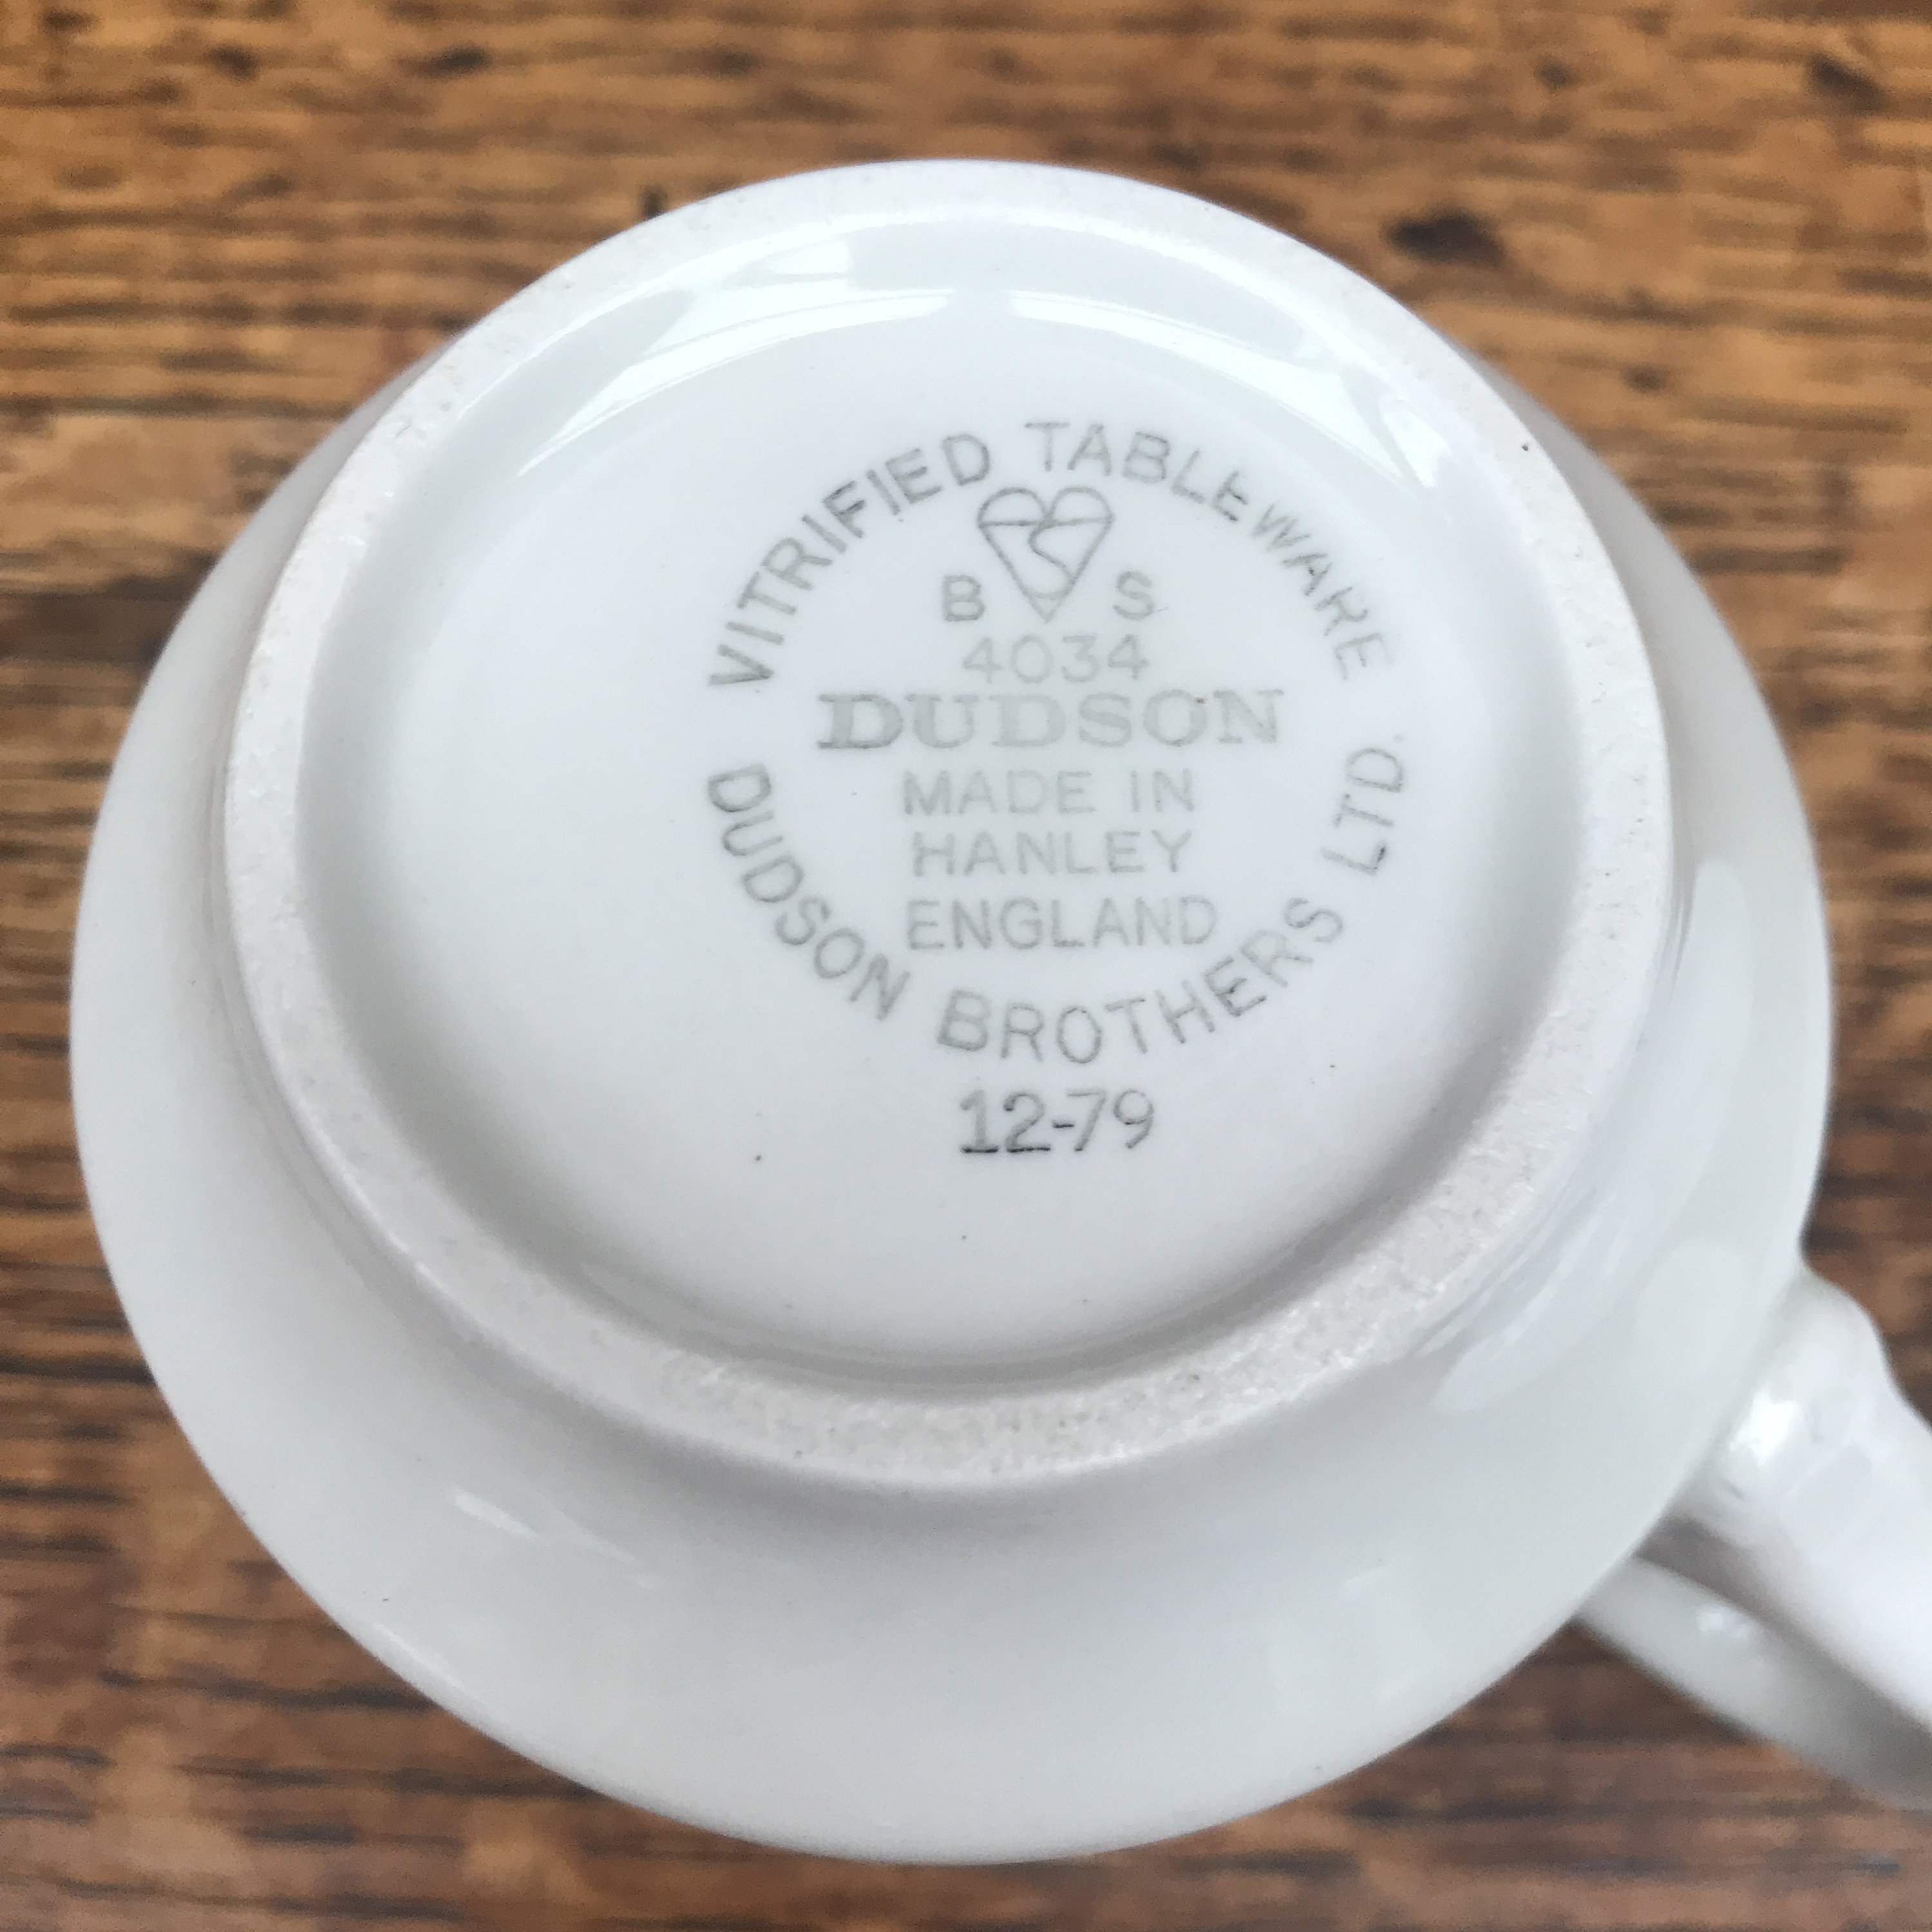 VITRIFIED TABLEWARE
B S
4034
DUDSON
MADE IN
HANLEY
ENGLAND
DUDSON BROTHERS LTD.
12-79